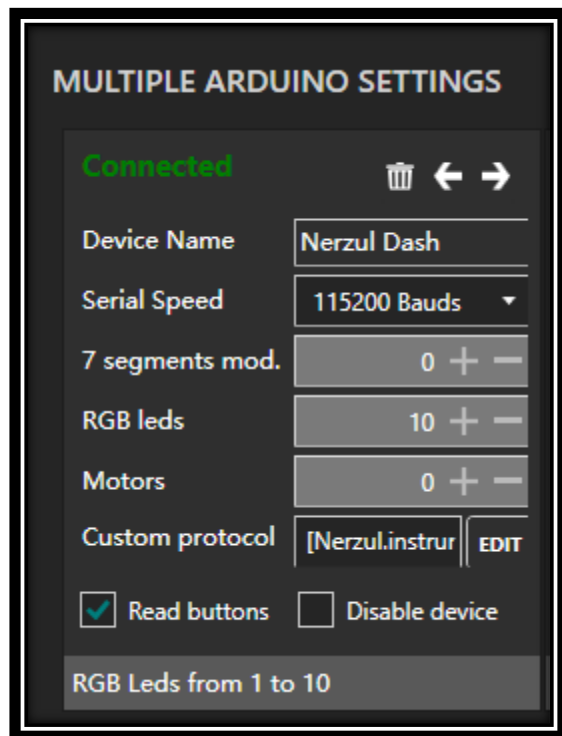 MULTIPLE ARDUINO SETTINGS
Connected
Device Name Nerzul Dash
Serial Speed 115200 Bauds
7 segments mod. 0
RGB leds 10
Motors 0
Custom protocol [Nerzul.instrur EDIT
Read buttons Disable device
RGB Leds from 1 to 10